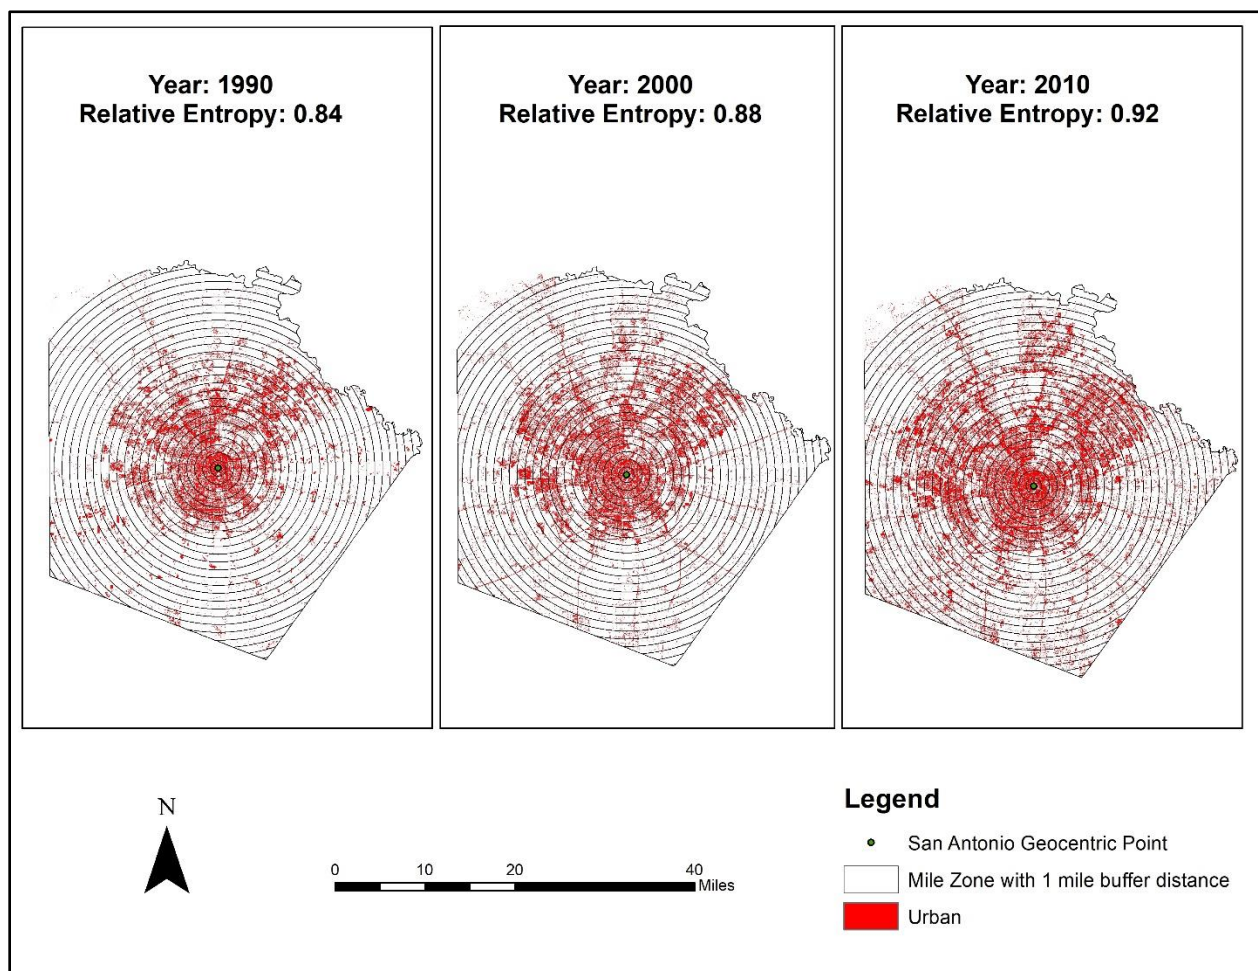 Year: 1990
Relative Entropy: 0.84
Year: 2000
Relative Entropy: 0.88
Year: 2010
Relative Entropy: 0.92
N
0 10 20 40
Miles
Legend
San Antonio Geocentric Point
Mile Zone with 1 mile buffer distance
Urban